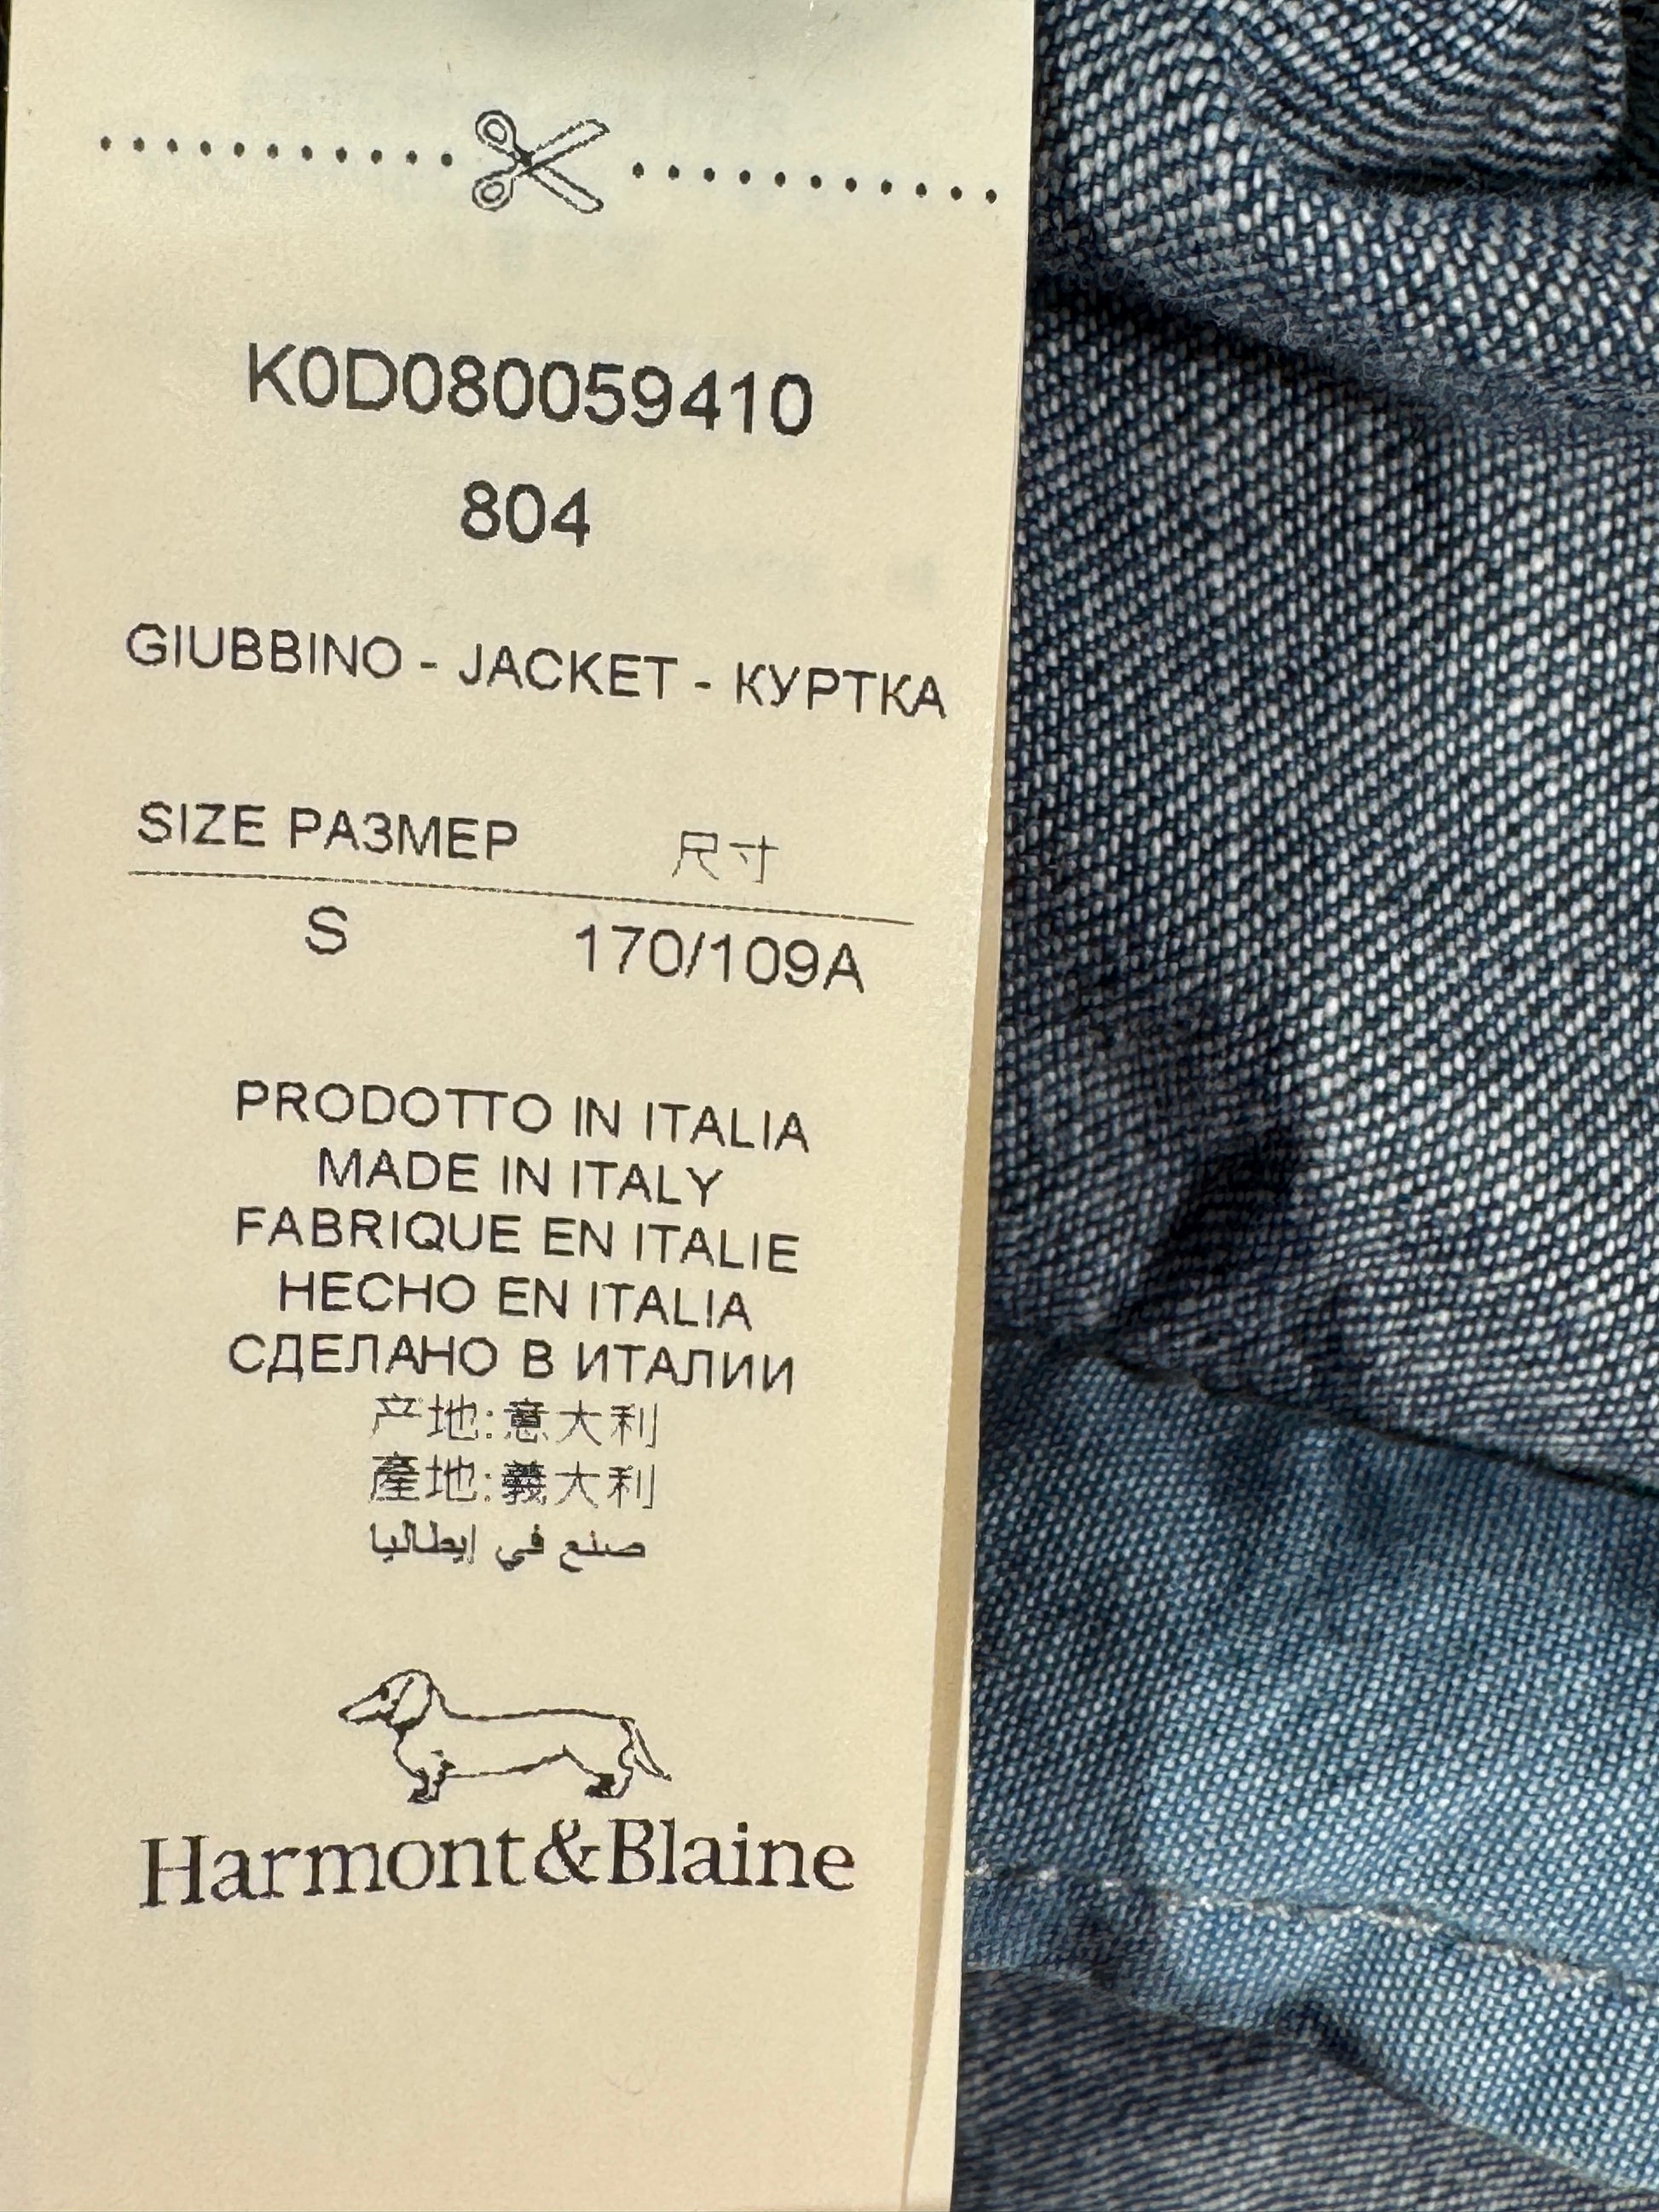 K0D080059410
804
GIUBBINO - JACKET - КУРТКА
SIZE РАЗМЕР 尺寸
S 170/109A
PRODOTTO IN ITALIA
MADE IN ITALY
FABRIQUE EN ITALIE
HECHO EN ITALIA
СДЕЛАНО В ИТАЛИИ
产地:意大利
產地:義大利
صنع في إيطاليا
Harmont&Blaine